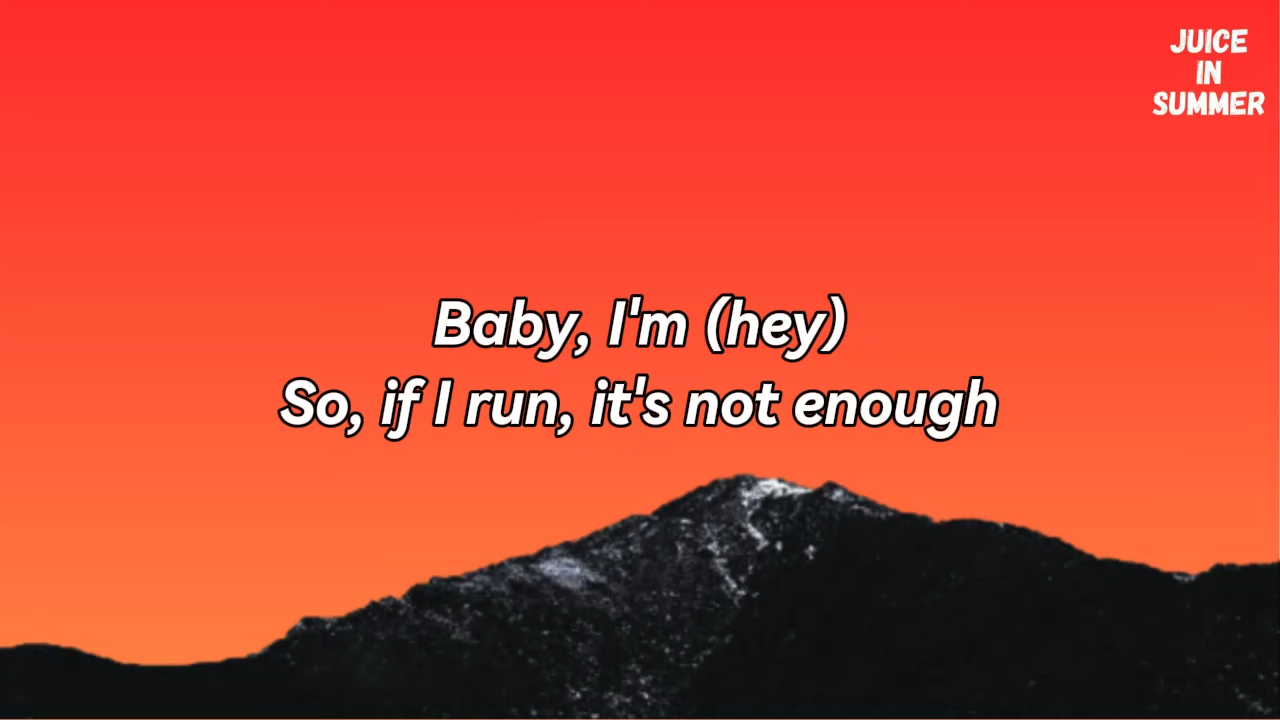 JUICE
IN
SUMMER
Baby, I'm (hey)
So, if I run, it's not enough